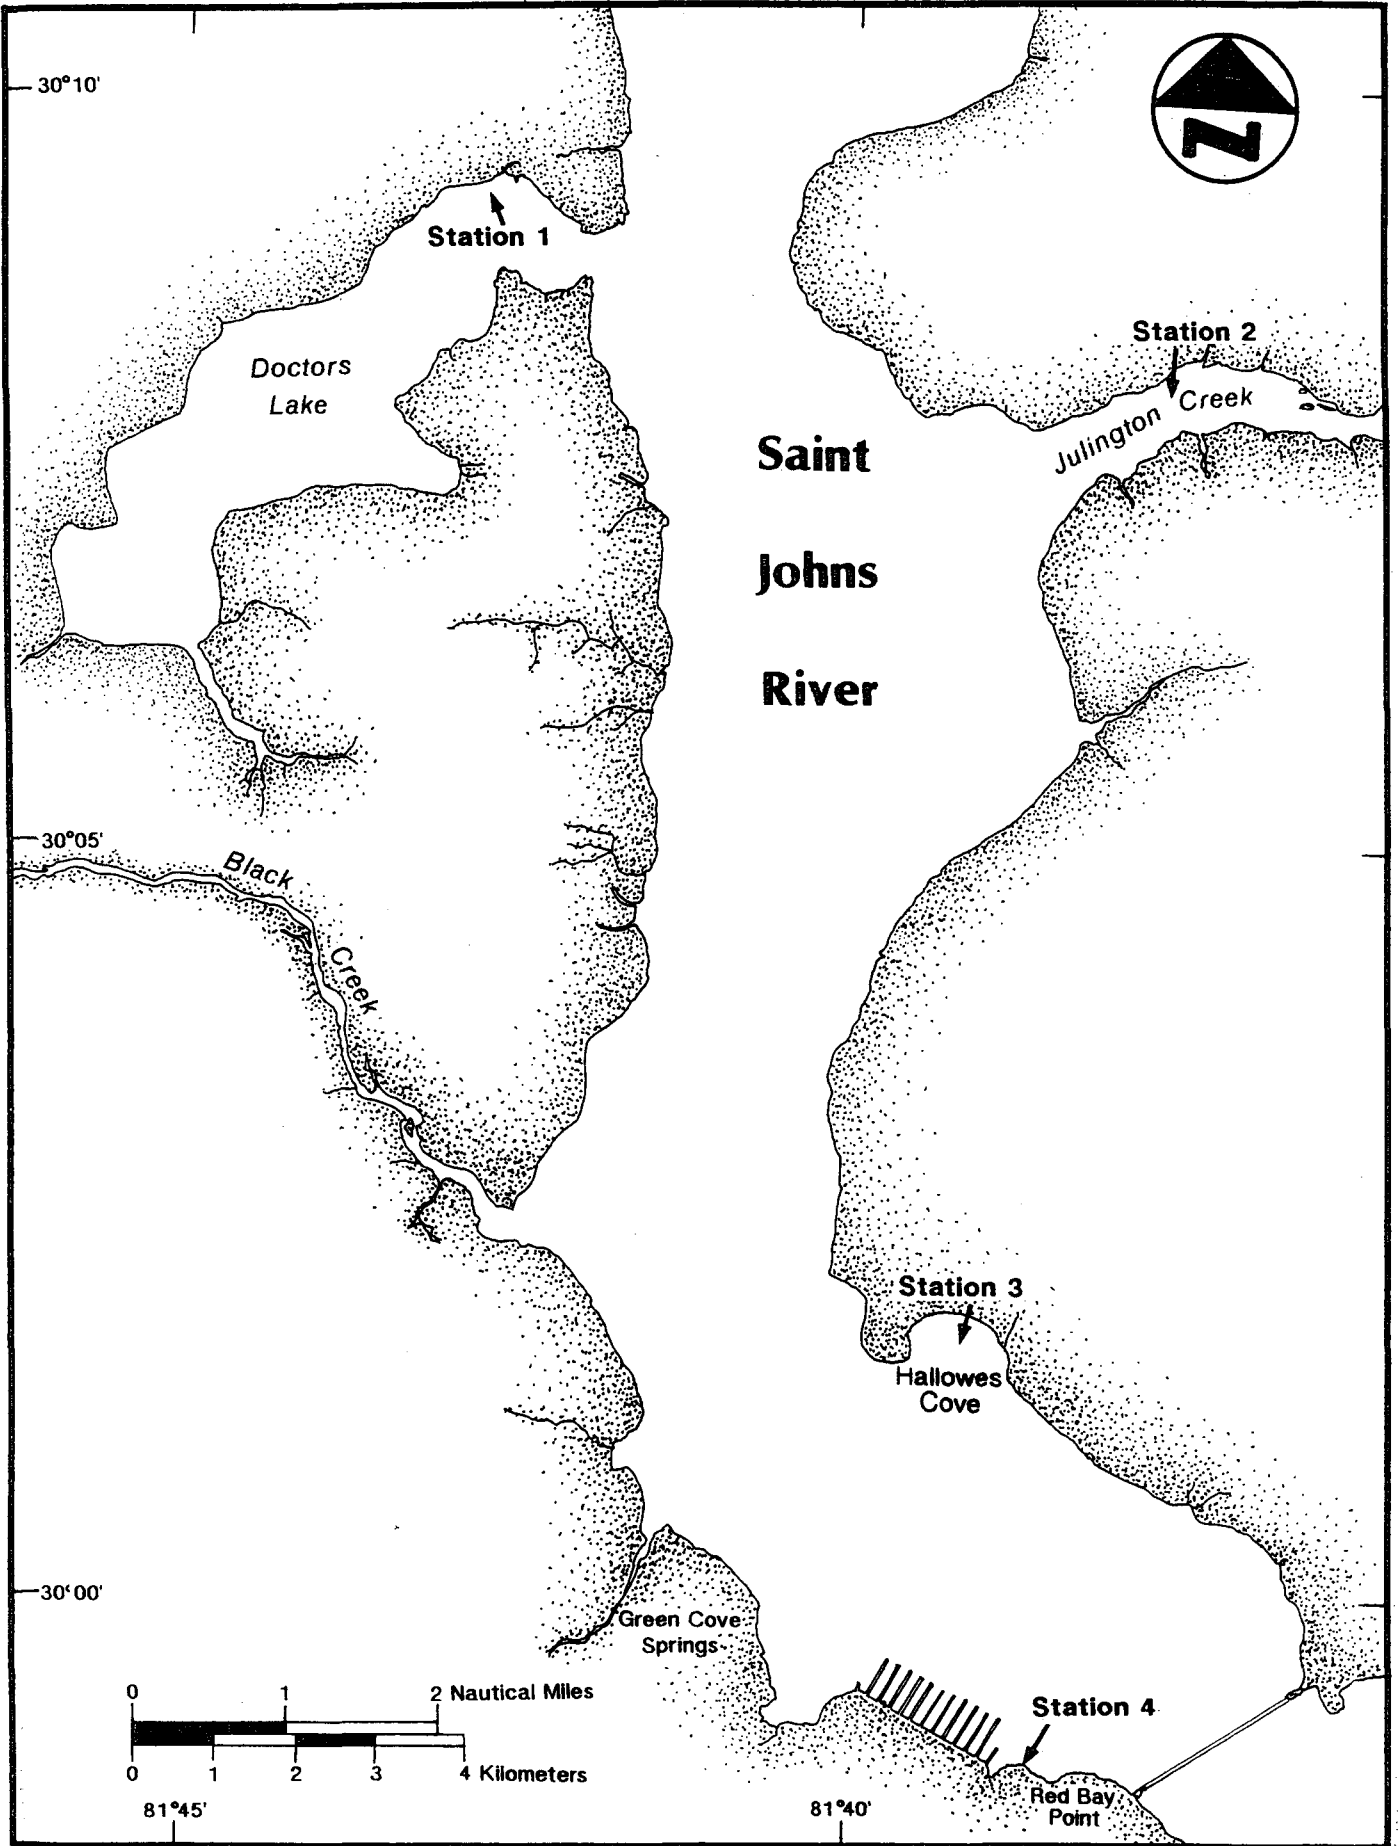 30°10'
N
Station 1
Station 2
Doctors
Lake
Julington Creek
Saint
Johns
River
30°05'
Black
Creek
Station 3
Hallowes
Cove
30°00'
Green Cove
Springs
0 1 2 Nautical Miles
0 1 2 3 4 Kilometers
Station 4
Red Bay
Point
81°45'
81°40'